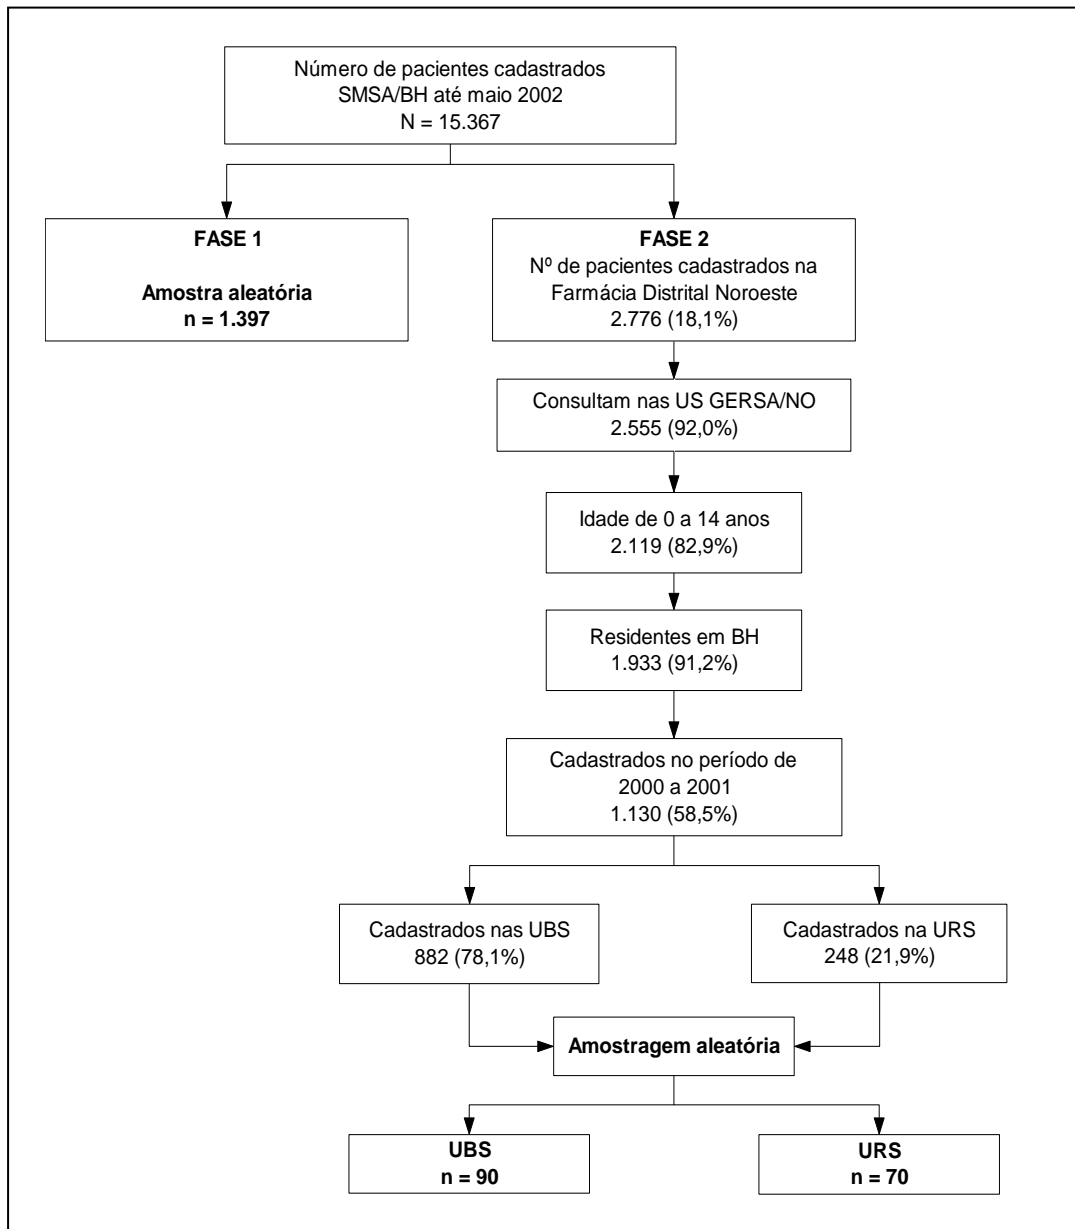 Número de pacientes cadastrados
SMSA/BH até maio 2002
N = 15.367
FASE 1
Amostra aleatória
n = 1.397
FASE 2
Nº de pacientes cadastrados na
Farmácia Distrital Noroeste
2.776 (18,1%)
Consultam nas US GERSA/NO
2.555 (92,0%)
Idade de 0 a 14 anos
2.119 (82,9%)
Residentes em BH
1.933 (91,2%)
Cadastrados no período de
2000 a 2001
1.130 (58,5%)
Cadastrados nas UBS
882 (78,1%)
Cadastrados na URS
248 (21,9%)
Amostragem aleatória
UBS
n = 90
URS
n = 70